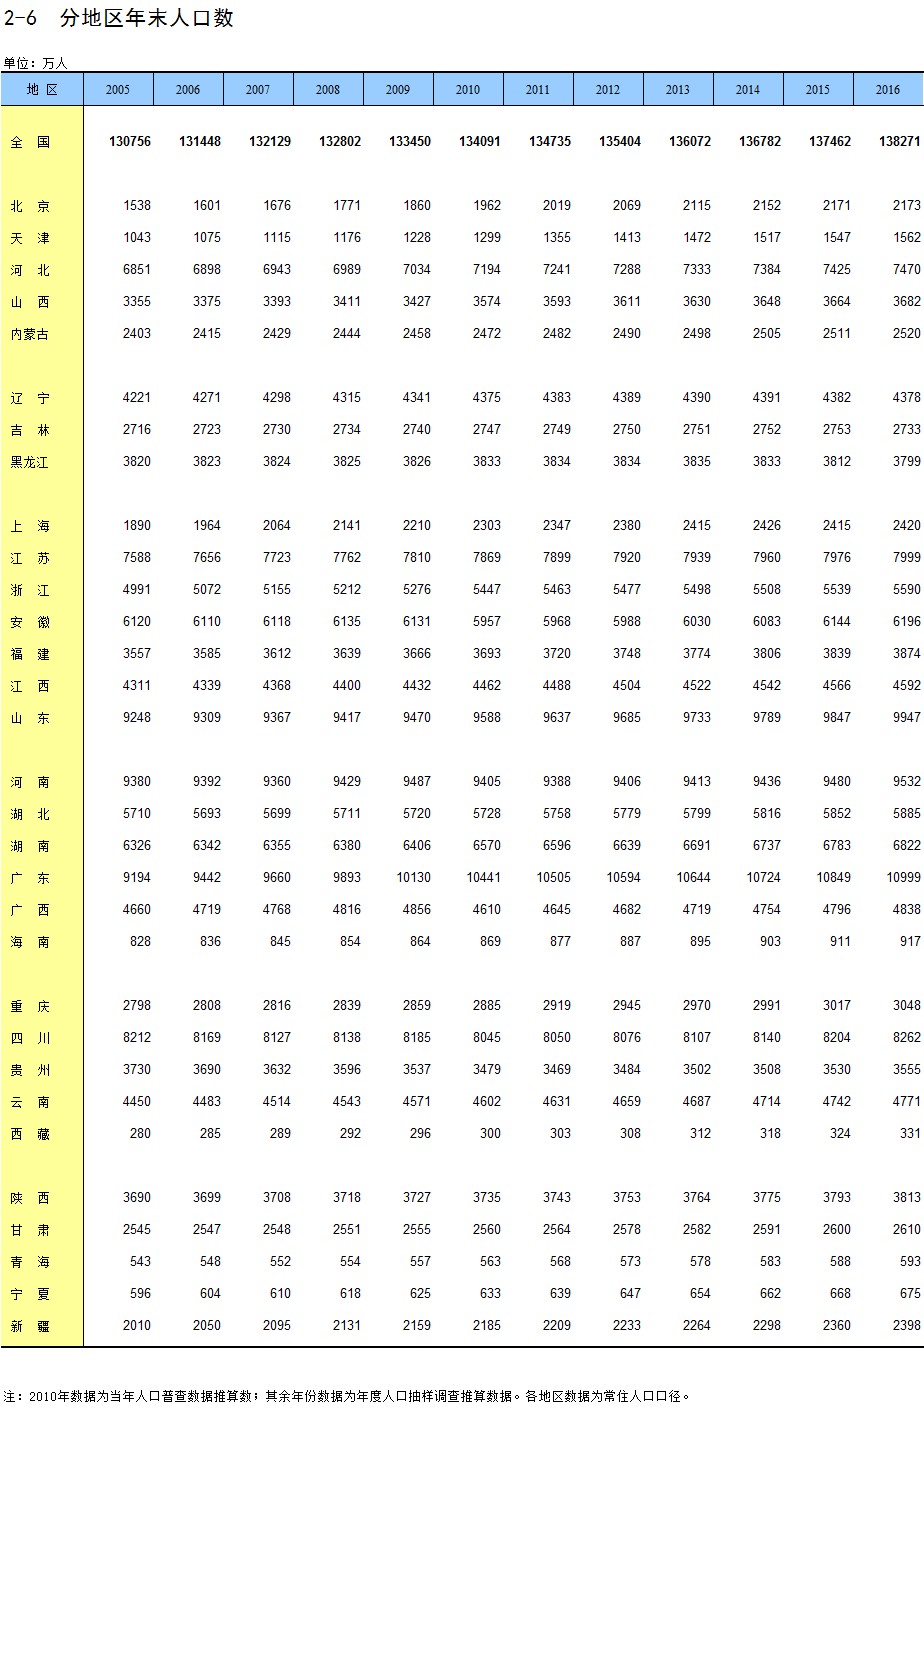 2-6 分地区年末人口数
单位：万人
地 区 2005 2006 2007 2008 2009 2010 2011 2012 2013 2014 2015 2016
全 国 130756 131448 132129 132802 133450 134091 134735 135404 136072 136782 137462 138271
北 京 1538 1601 1676 1771 1860 1962 2019 2069 2115 2152 2171 2173
天 津 1043 1075 1115 1176 1228 1299 1355 1413 1472 1517 1547 1562
河 北 6851 6898 6943 6989 7034 7194 7241 7288 7333 7384 7425 7470
山 西 3355 3375 3393 3411 3427 3574 3593 3611 3630 3648 3664 3682
内蒙古 2403 2415 2429 2444 2458 2472 2482 2490 2498 2505 2511 2520
辽 宁 4221 4271 4298 4315 4341 4375 4383 4389 4390 4391 4382 4378
吉 林 2716 2723 2730 2734 2740 2747 2749 2750 2751 2752 2753 2733
黑龙江 3820 3823 3824 3825 3826 3833 3834 3834 3835 3833 3812 3799
上 海 1890 1964 2064 2141 2210 2303 2347 2380 2415 2426 2415 2420
江 苏 7588 7656 7723 7762 7810 7869 7899 7920 7939 7960 7976 7999
浙 江 4991 5072 5155 5212 5276 5447 5463 5477 5498 5508 5539 5590
安 徽 6120 6110 6118 6135 6131 5957 5968 5988 6030 6083 6144 6196
福 建 3557 3585 3612 3639 3666 3693 3720 3748 3774 3806 3839 3874
江 西 4311 4339 4368 4400 4432 4462 4488 4504 4522 4542 4566 4592
山 东 9248 9309 9367 9417 9470 9588 9637 9685 9733 9789 9847 9947
河 南 9380 9392 9360 9429 9487 9405 9388 9406 9413 9436 9480 9532
湖 北 5710 5693 5699 5711 5720 5728 5758 5779 5799 5816 5852 5885
湖 南 6326 6342 6355 6380 6406 6570 6596 6639 6691 6737 6783 6822
广 东 9194 9442 9660 9893 10130 10441 10505 10594 10644 10724 10849 10999
广 西 4660 4719 4768 4816 4856 4610 4645 4682 4719 4754 4796 4838
海 南 828 836 845 854 864 869 877 887 895 903 911 917
重 庆 2798 2808 2816 2839 2859 2885 2919 2945 2970 2991 3017 3048
四 川 8212 8169 8127 8138 8185 8045 8050 8076 8107 8140 8204 8262
贵 州 3730 3690 3632 3596 3537 3479 3469 3484 3502 3508 3530 3555
云 南 4450 4483 4514 4543 4571 4602 4631 4659 4687 4714 4742 4771
西 藏 280 285 289 292 296 300 303 308 312 318 324 331
陕 西 3690 3699 3708 3718 3727 3735 3743 3753 3764 3775 3793 3813
甘 肃 2545 2547 2548 2551 2555 2560 2564 2578 2582 2591 2600 2610
青 海 543 548 552 554 557 563 568 573 578 583 588 593
宁 夏 596 604 610 618 625 633 639 647 654 662 668 675
新 疆 2010 2050 2095 2131 2159 2185 2209 2233 2264 2298 2360 2398
注：2010年数据为当年人口普查数据推算数；其余年份数据为年度人口抽样调查推算数据。各地区数据为常住人口口径。